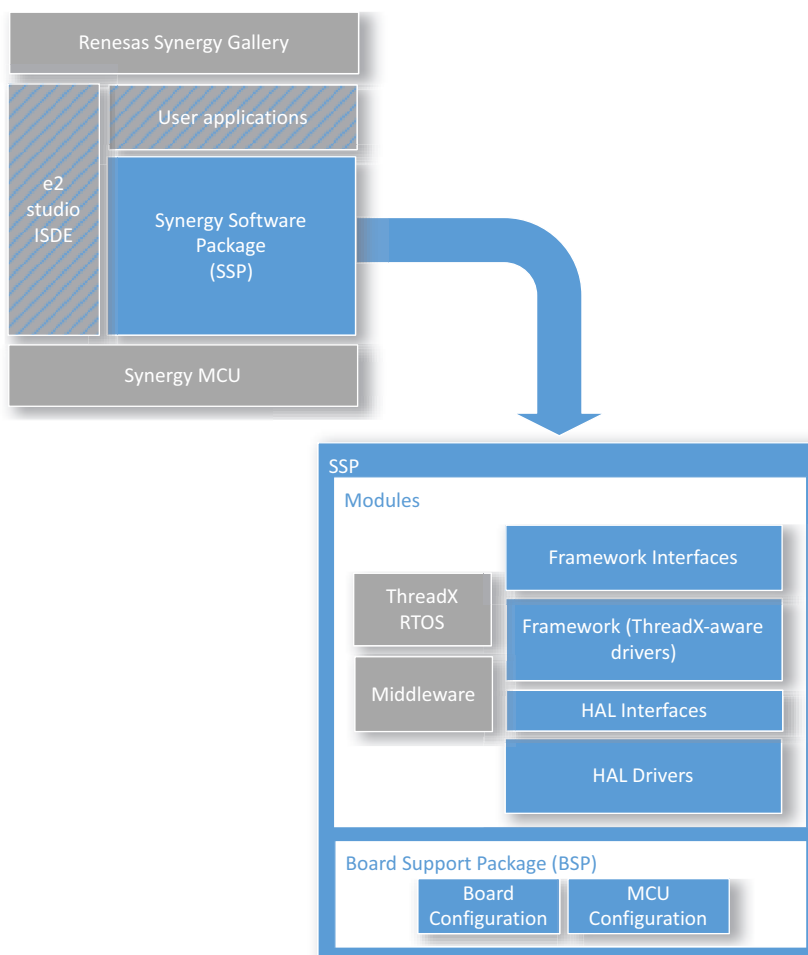 Renesas Synergy Gallery
User applications
e2
studio
ISDE
Synergy Software
Package
(SSP)
Synergy MCU
SSP
Modules
Framework Interfaces
ThreadX
RTOS
Framework (ThreadX-aware
drivers)
Middleware
HAL Interfaces
HAL Drivers
Board Support Package (BSP)
Board
Configuration
MCU
Configuration